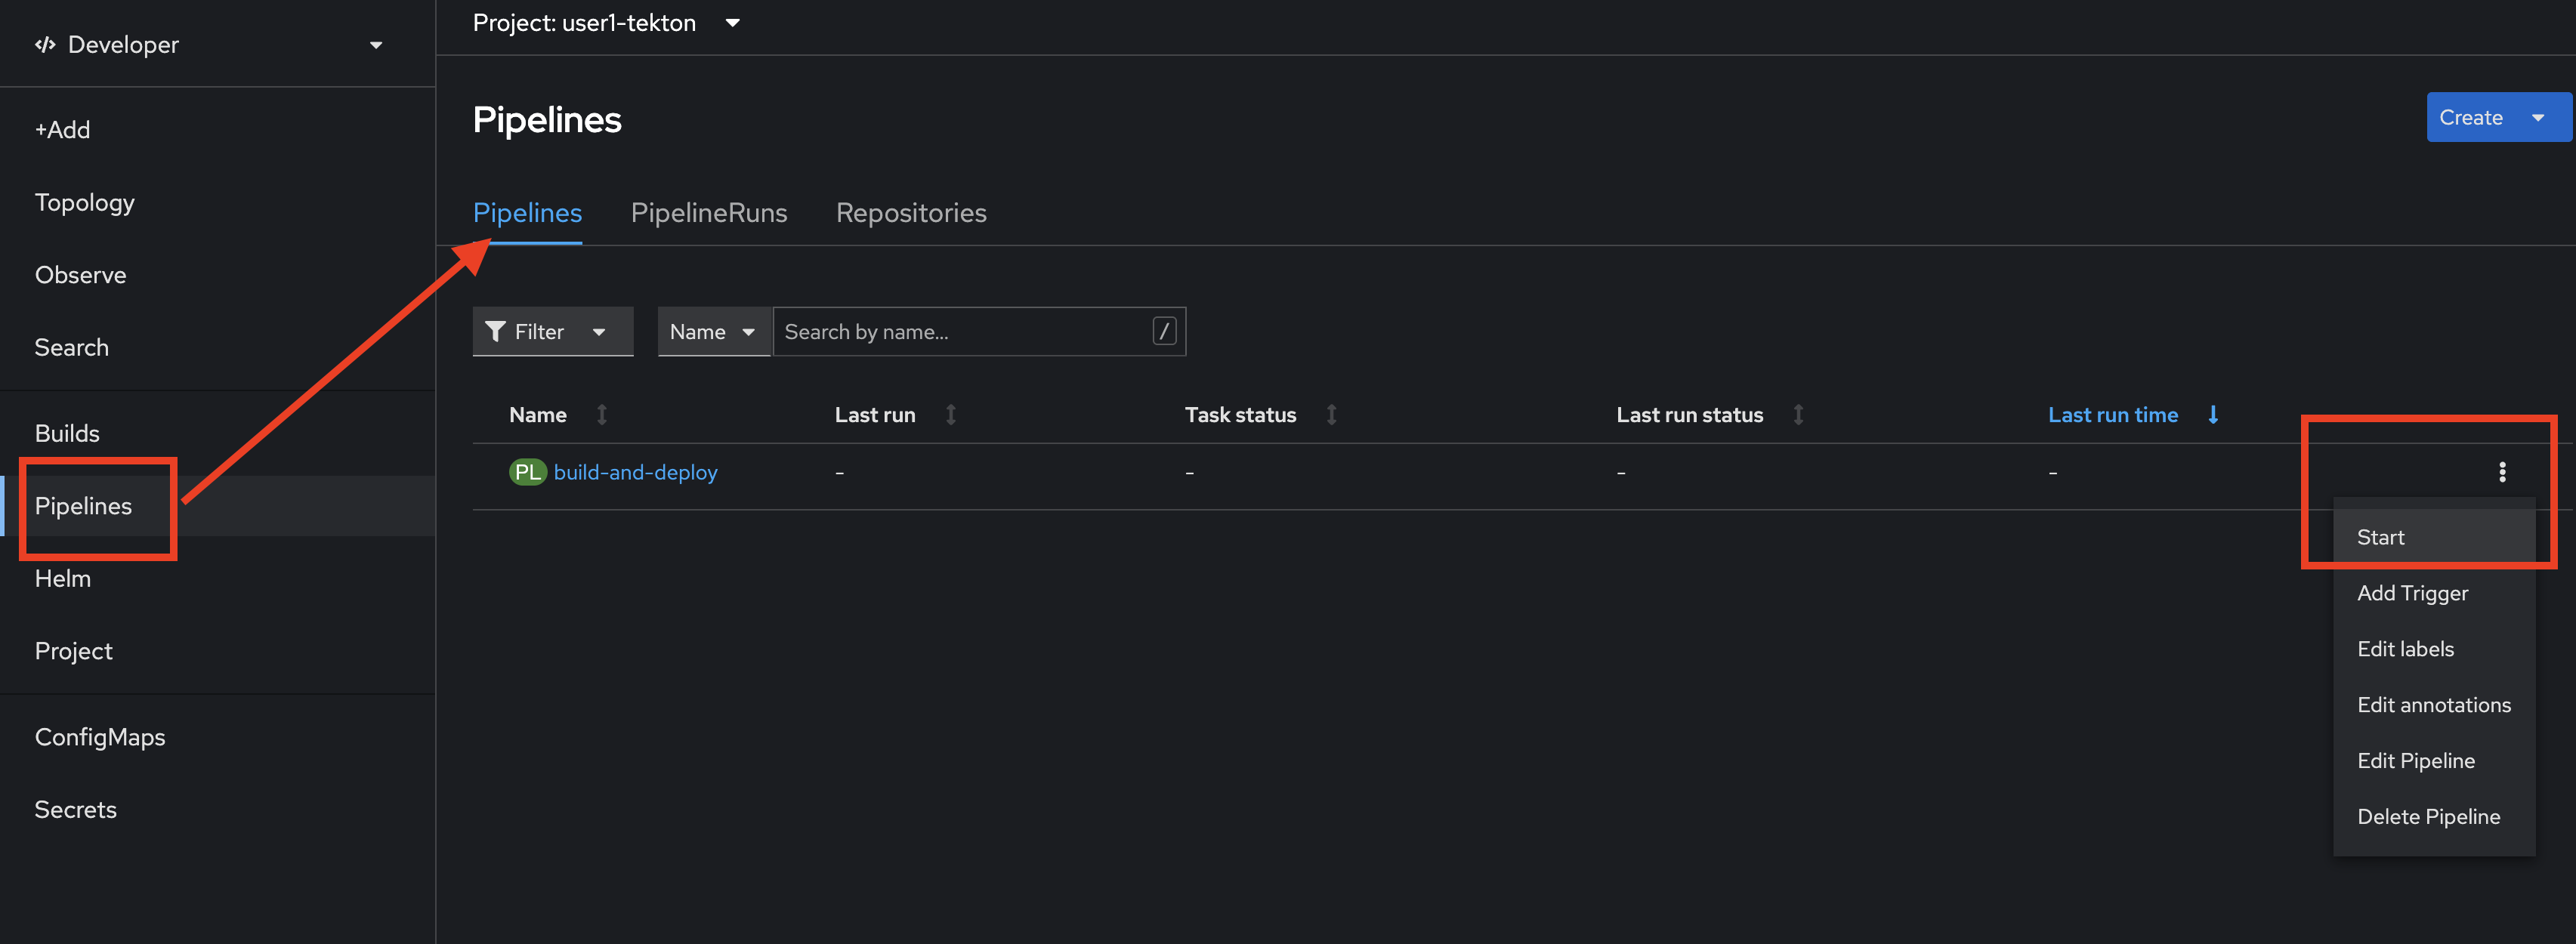 Developer
+Add
Topology
Observe
Search
Builds
Pipelines
Helm
Project
ConfigMaps
Secrets
Project: user1-tekton
Pipelines
Create
Pipelines PipelineRuns Repositories
Filter Name Search by name... /
Name Last run Task status Last run status Last run time
PL build-and-deploy - - - -
Start
Add Trigger
Edit labels
Edit annotations
Edit Pipeline
Delete Pipeline